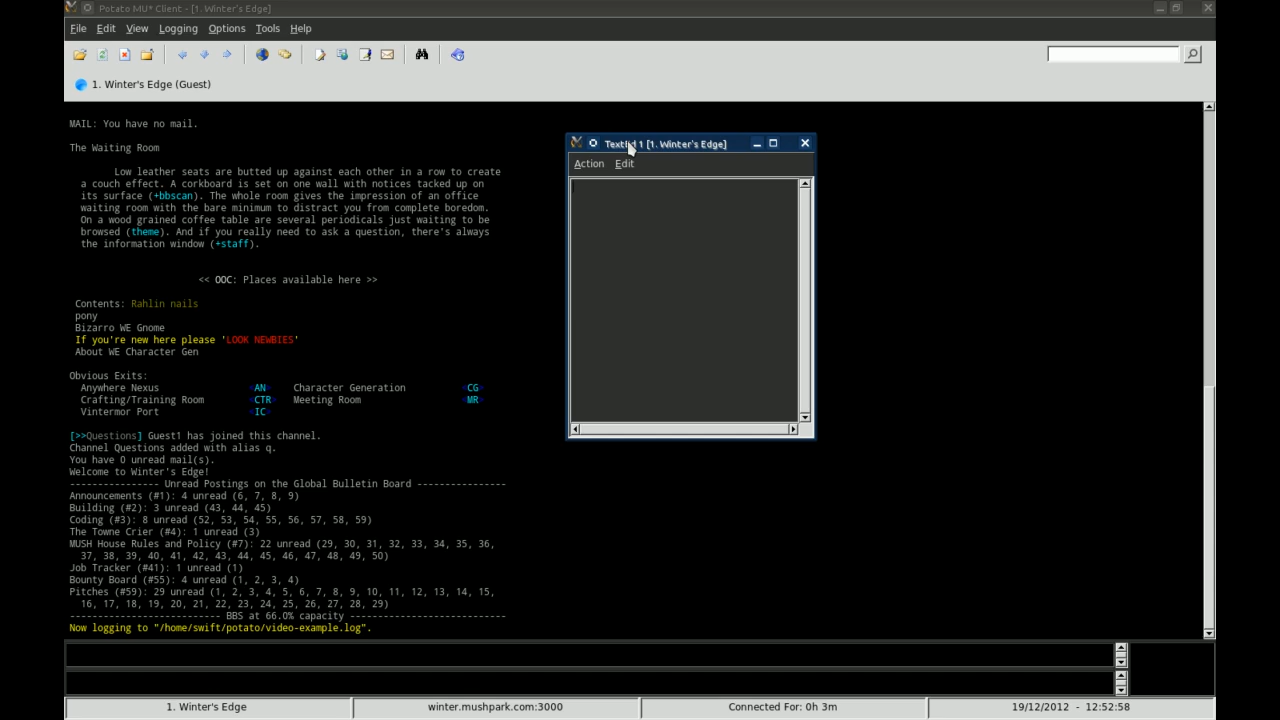 Potato MU* Client - [1. Winter's Edge]
File Edit View Logging Options Tools Help
1. Winter's Edge (Guest)
MAIL: You have no mail.
The Waiting Room
Low leather seats are butted up against each other in a row to create
a couch effect. A corkboard is set on one wall with notices tacked up on
its surface (+bbscan). The whole room gives the impression of an office
waiting room with the bare minimum to distract you from complete boredom.
On a wood grained coffee table are several periodicals just waiting to be
browsed (theme). And if you really need to ask a question, there's always
the information window (+staff).
<< OOC: Places available here >>
Contents: Rahlin nails
pony
Bizarro WE Gnome
If you're new here please 'LOOK NEWBIES'
About WE Character Gen
Obvious Exits:
Anywhere Nexus <AN> Character Generation <CG>
Crafting/Training Room <CTR> Meeting Room <MR>
Vintermor Port <IC>
[>>Questions] Guest1 has joined this channel.
Channel Questions added with alias q.
You have 0 unread mail(s).
Welcome to Winter's Edge!
---------------- Unread Postings on the Global Bulletin Board ----------------
Announcements (#1): 4 unread (6, 7, 8, 9)
Building (#2): 3 unread (43, 44, 45)
Coding (#3): 8 unread (52, 53, 54, 55, 56, 57, 58, 59)
The Towne Crier (#4): 1 unread (3)
MUSH House Rules and Policy (#7): 22 unread (29, 30, 31, 32, 33, 34, 35, 36,
37, 38, 39, 40, 41, 42, 43, 44, 45, 46, 47, 48, 49, 50)
Job Tracker (#41): 1 unread (1)
Bounty Board (#55): 4 unread (1, 2, 3, 4)
Pitches (#59): 29 unread (1, 2, 3, 4, 5, 6, 7, 8, 9, 10, 11, 12, 13, 14, 15,
16, 17, 18, 19, 20, 21, 22, 23, 24, 25, 26, 27, 28, 29)
--------------------------- BBS at 66.0% capacity ---------------------------
Now logging to "/home/swift/potato/video-example.log".
1 [1. Winter's Edge]
Action Edit
1. Winter's Edge
winter.mushpark.com:3000
Connected For: 0h 3m
19/12/2012 - 12:52:58